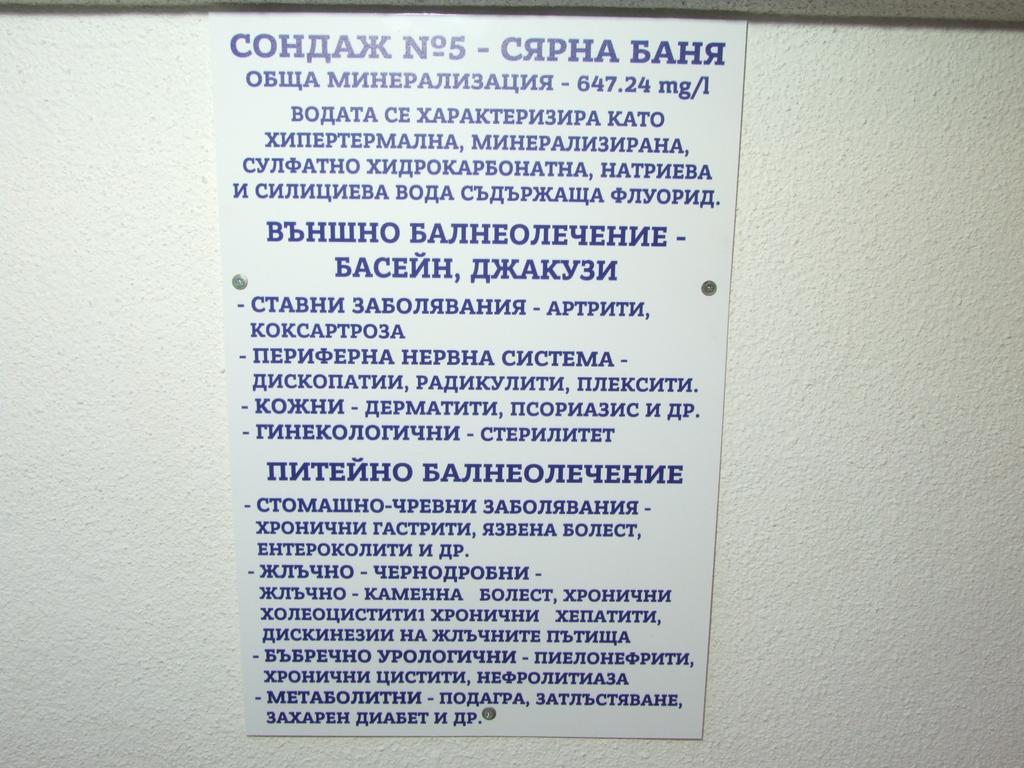 СОНДАЖ №5 - СЯРНА БАНЯ
ОБЩА МИНЕРАЛИЗАЦИЯ - 647.24 mg/l
ВОДАТА СЕ ХАРАКТЕРИЗИРА КАТО
ХИПЕРТЕРМАЛНА, МИНЕРАЛИЗИРАНА,
СУЛФАТНО ХИДРОКАРБОНАТНА, НАТРИЕВА
И СИЛИЦИЕВА ВОДА СЪДЪРЖАЩА ФЛУОРИД.
ВЪНШНО БАЛНЕОЛЕЧЕНИЕ -
БАСЕЙН, ДЖАКУЗИ
- СТАВНИ ЗАБОЛЯВАНИЯ - АРТРИТИ,
КОКСАРТРОЗА
- ПЕРИФЕРНА НЕРВНА СИСТЕМА -
ДИСКОПАТИИ, РАДИКУЛИТИ, ПЛЕКСИТИ.
- КОЖНИ - ДЕРМАТИТИ, ПСОРИАЗИС И ДР.
- ГИНЕКОЛОГИЧНИ - СТЕРИЛИТЕТ
ПИТЕЙНО БАЛНЕОЛЕЧЕНИЕ
- СТОМАШНО-ЧРЕВНИ ЗАБОЛЯВАНИЯ -
ХРОНИЧНИ ГАСТРИТИ, ЯЗВЕНА БОЛЕСТ,
ЕНТЕРОКОЛИТИ И ДР.
- ЖЛЪЧНО - ЧЕРНОДРОБНИ -
ЖЛЪЧНО - КАМЕННА БОЛЕСТ, ХРОНИЧНИ
ХОЛЕОЦИСТИТИ1 ХРОНИЧНИ ХЕПАТИТИ,
ДИСКИНЕЗИИ НА ЖЛЪЧНИТЕ ПЪТИЩА
- БЪБРЕЧНО УРОЛОГИЧНИ - ПИЕЛОНЕФРИТИ,
ХРОНИЧНИ ЦИСТИТИ, НЕФРОЛИТИАЗА
- МЕТАБОЛИТНИ - ПОДАГРА, ЗАТЛЪСТЯВАНЕ,
ЗАХАРЕН ДИАБЕТ И ДР.